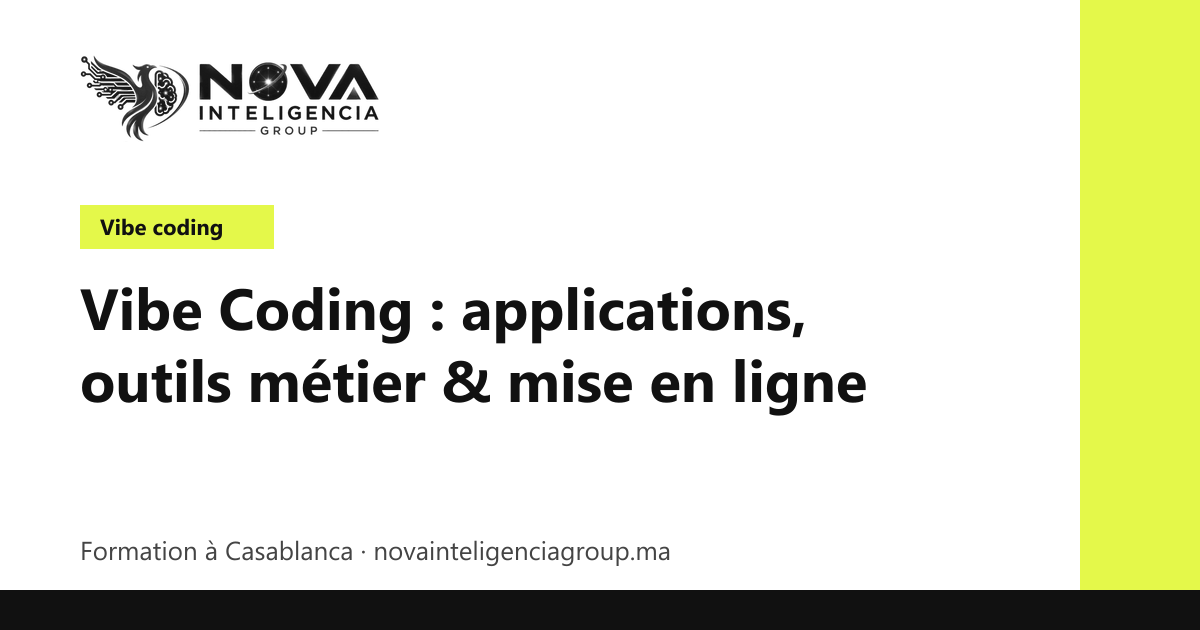 NOVA
INTELIGENCIA
GROUP
Vibe coding
Vibe Coding : applications,
outils métier & mise en ligne
Formation à Casablanca · novainteligenciagroup.ma